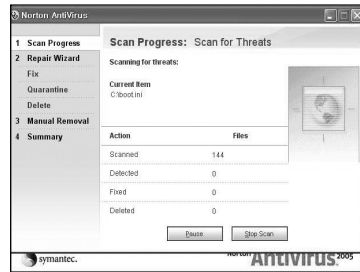 Norton AntiVirus
1 Scan Progress
2 Repair Wizard
Fix
Quarantine
Delete
3 Manual Removal
4 Summary
Scan Progress: Scan for Threats
Scanning for threats:
Current Item
C:\boot.ini
Action Files
Scanned 144
Detected 0
Fixed 0
Deleted 0
Pause Stop Scan
symantec.
Norton AntiVirus 2005